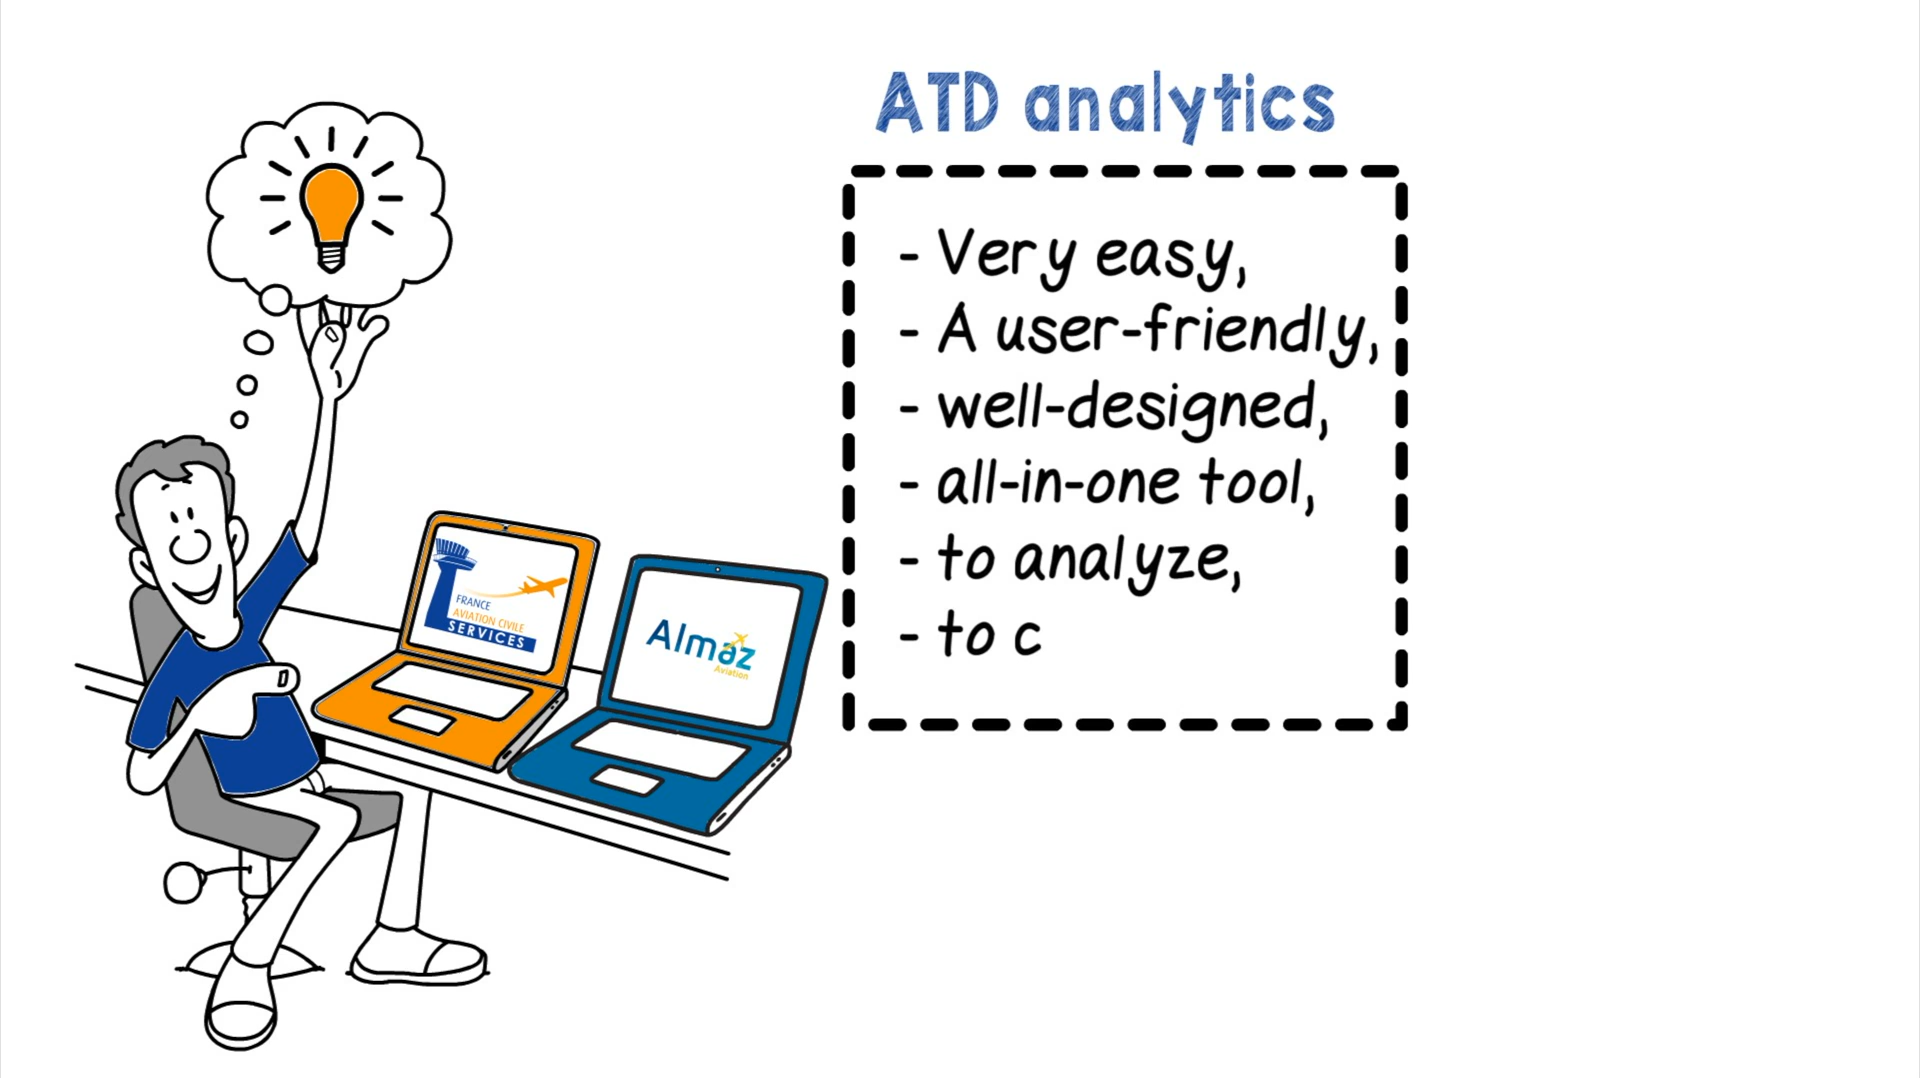 ATD analytics
- Very easy,
- A user-friendly,
- well-designed,
- all-in-one tool,
- to analyze,
- to c
FRANCE
AVIATION CIVILE
SERVICES
Almaz
Aviation